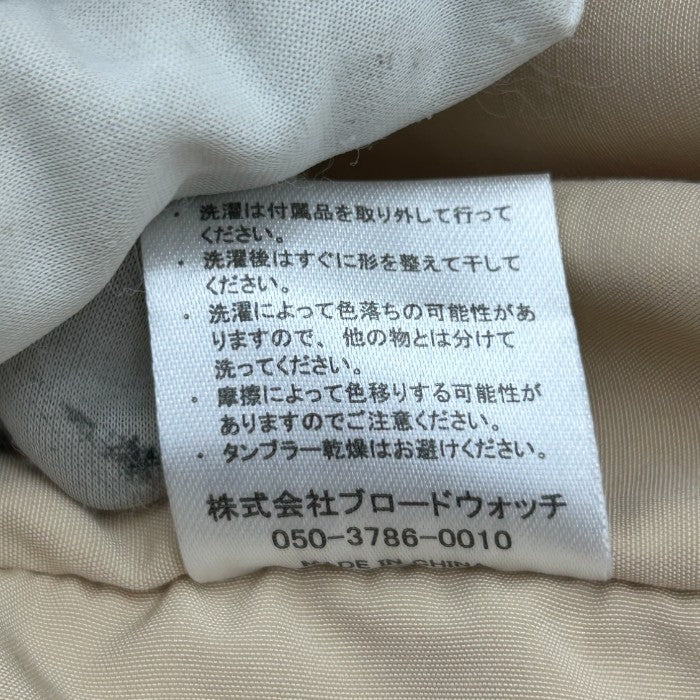 ・洗濯は付属品を取り外して行って
ください。
・洗濯後はすぐに形を整えて干して
ください。
・洗濯によって色落ちの可能性があ
りますので、他の物とは分けて
洗ってください。
・摩擦によって色移りする可能性が
ありますのでご注意ください。
・タンブラー乾燥はお避けください。
株式会社ブロードウォッチ
050-3786-0010
MADE IN CHINA